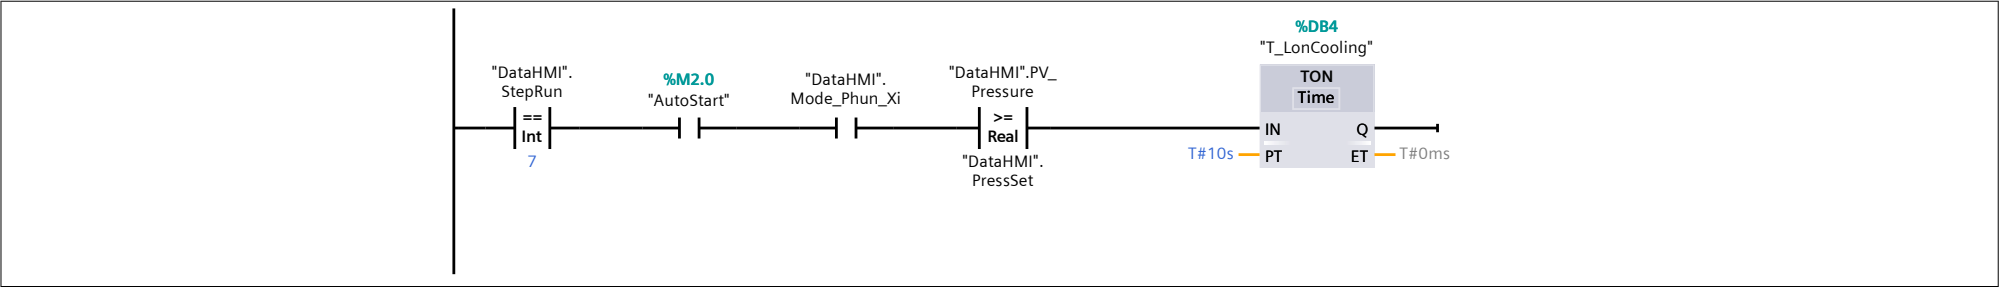 "DataHMI".
StepRun
==
Int
7
%M2.0
"AutoStart"
"DataHMI".
Mode_Phun_Xi
"DataHMI".PV_
Pressure
>=
Real
"DataHMI".
PressSet
%DB4
"T_LonCooling"
TON
Time
IN
Q
T#10s
PT
ET
T#0ms